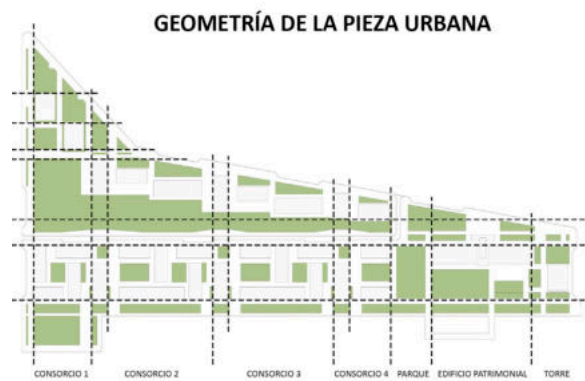 GEOMETRÍA DE LA PIEZA URBANA
CONSORCIO 1 CONSORCIO 2 CONSORCIO 3 CONSORCIO 4 PARQUE EDIFICIO PATRIMONIAL TORRE